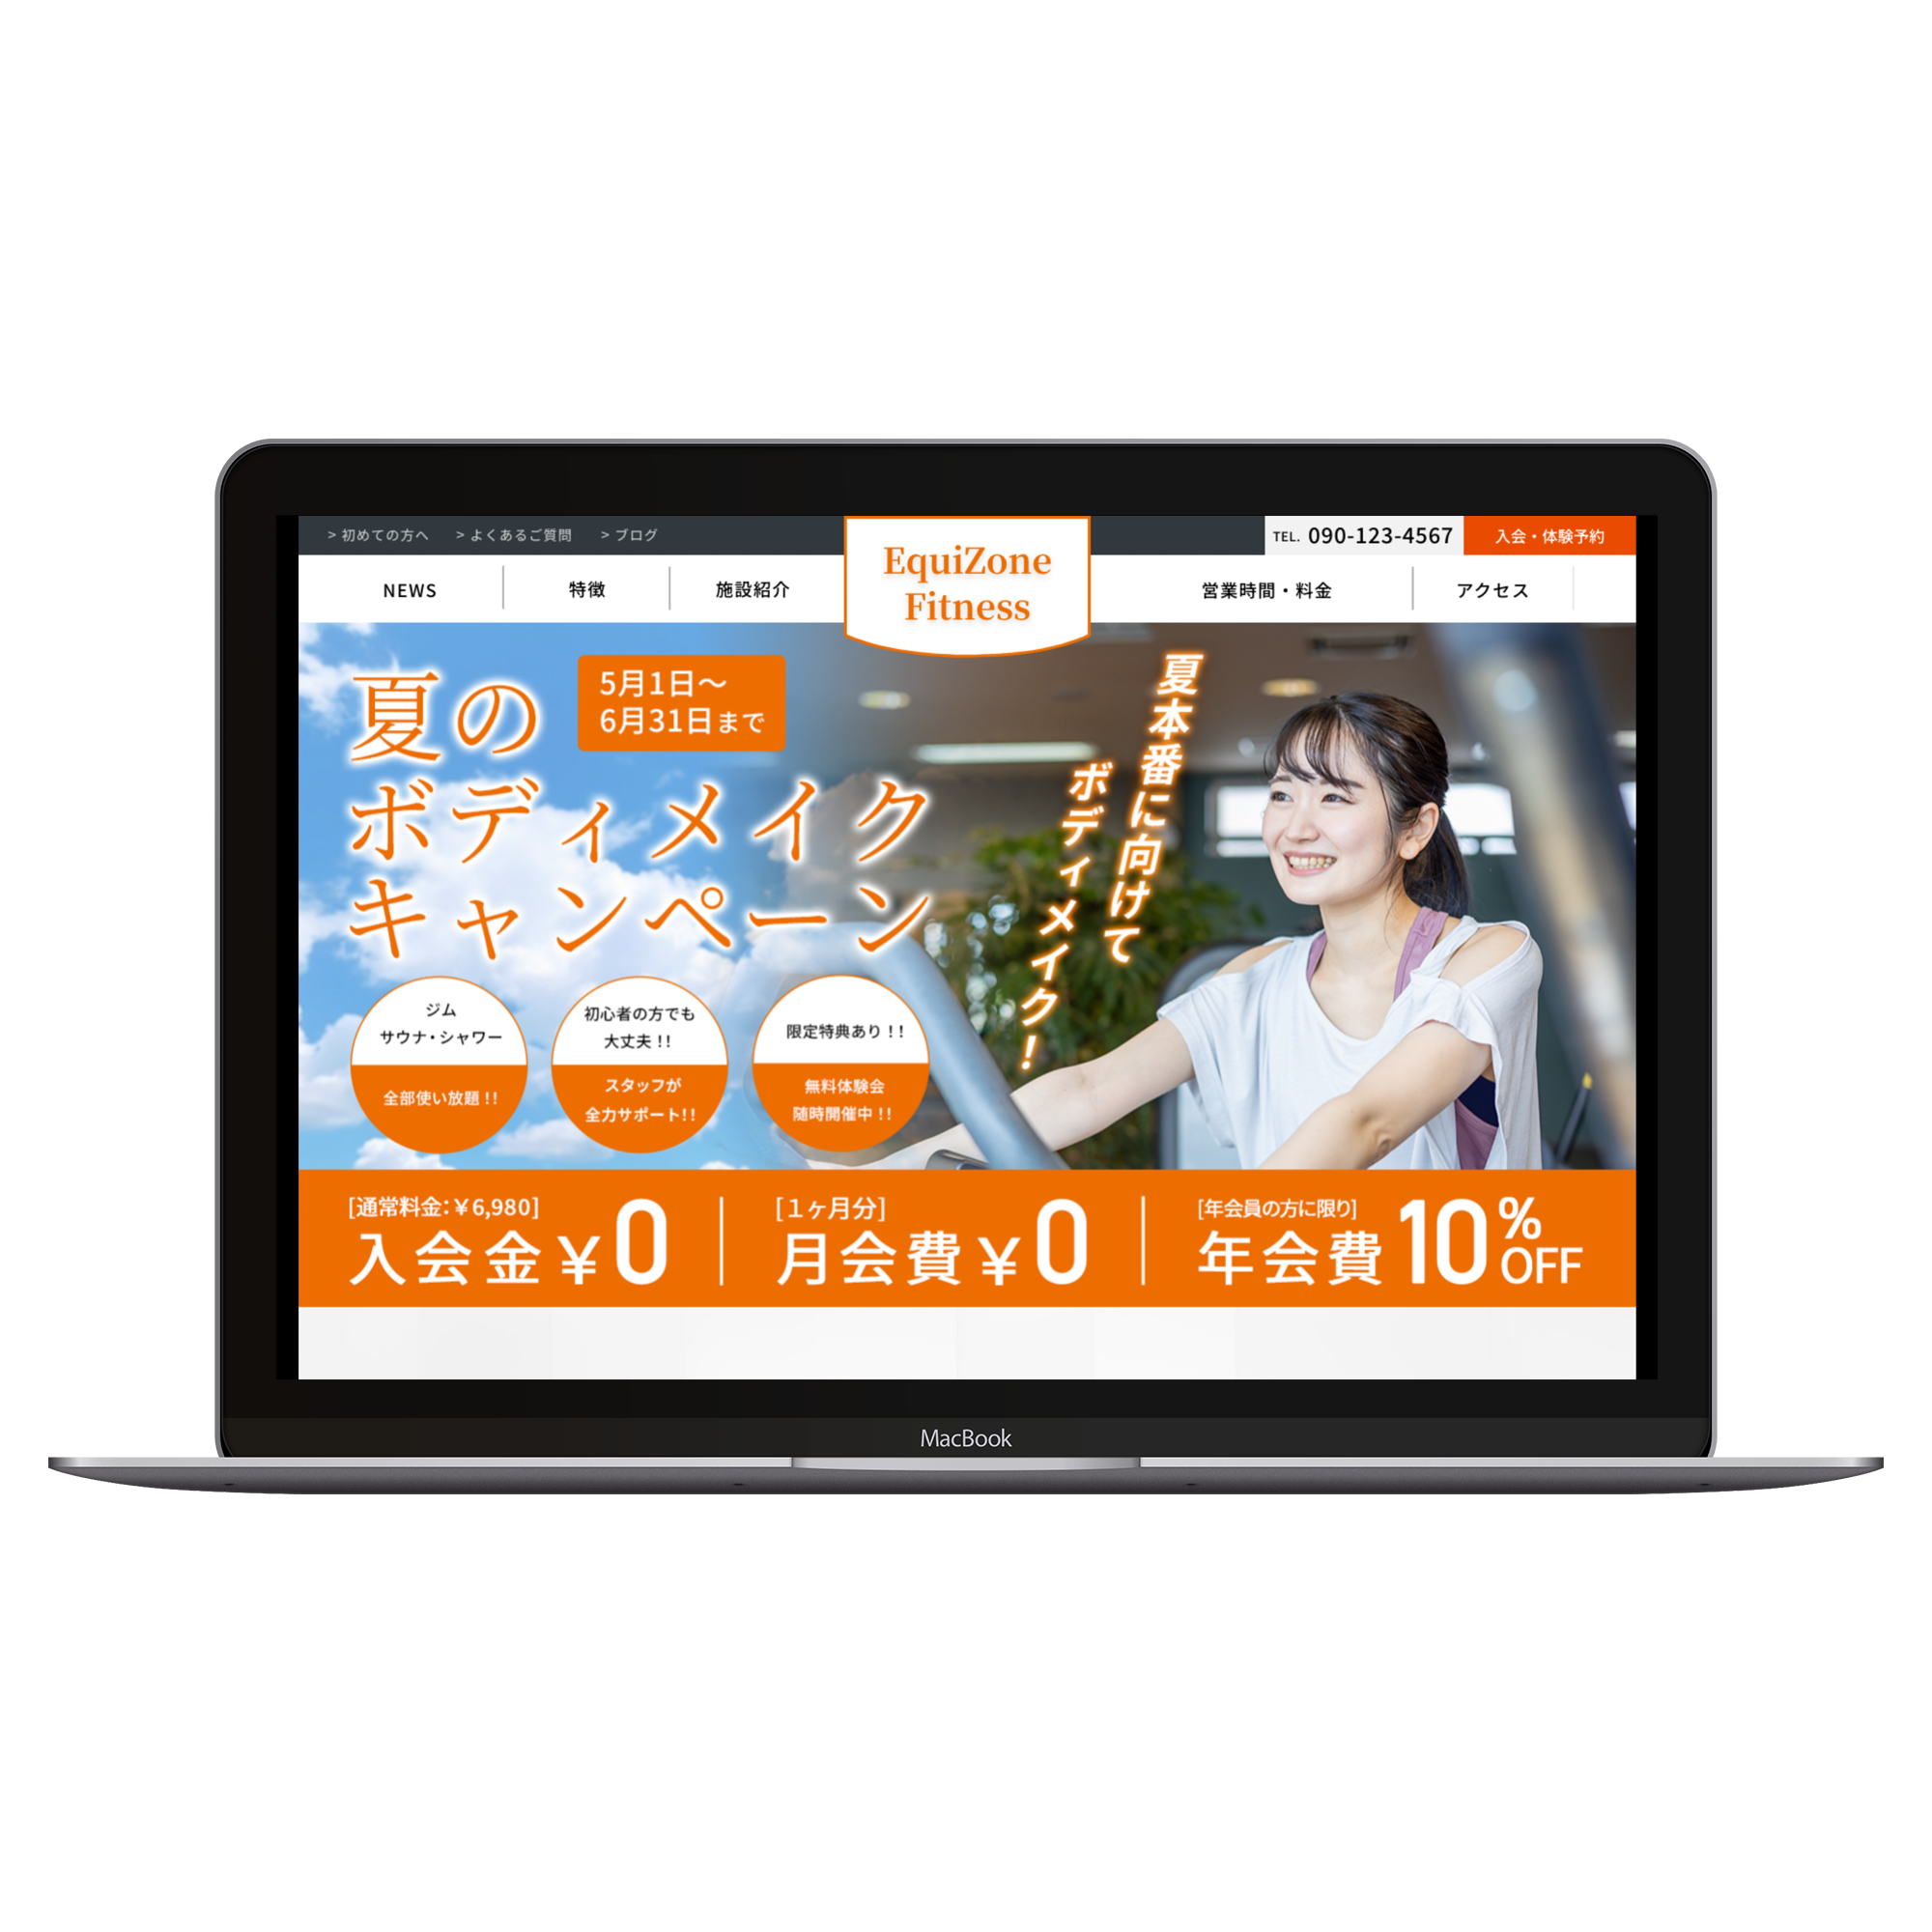 > 初めての方へ > よくあるご質問 > ブログ
TEL. 090-123-4567 入会・体験予約
EquiZone
Fitness
NEWS 特徴 施設紹介 営業時間・料金 アクセス
夏の
ボディメイク
キャンペーン
5月1日〜
6月31日まで
夏本番に向けて
ボディメイク！
ジム
サウナ・シャワー
全部使い放題！！
初心者の方でも
大丈夫！！
スタッフが
全力サポート！！
限定特典あり！！
無料体験会
随時開催中！！
[通常料金：¥6,980]
入会金¥0
[１ヶ月分]
月会費¥0
[年会員の方に限り]
年会費10%OFF
MacBook